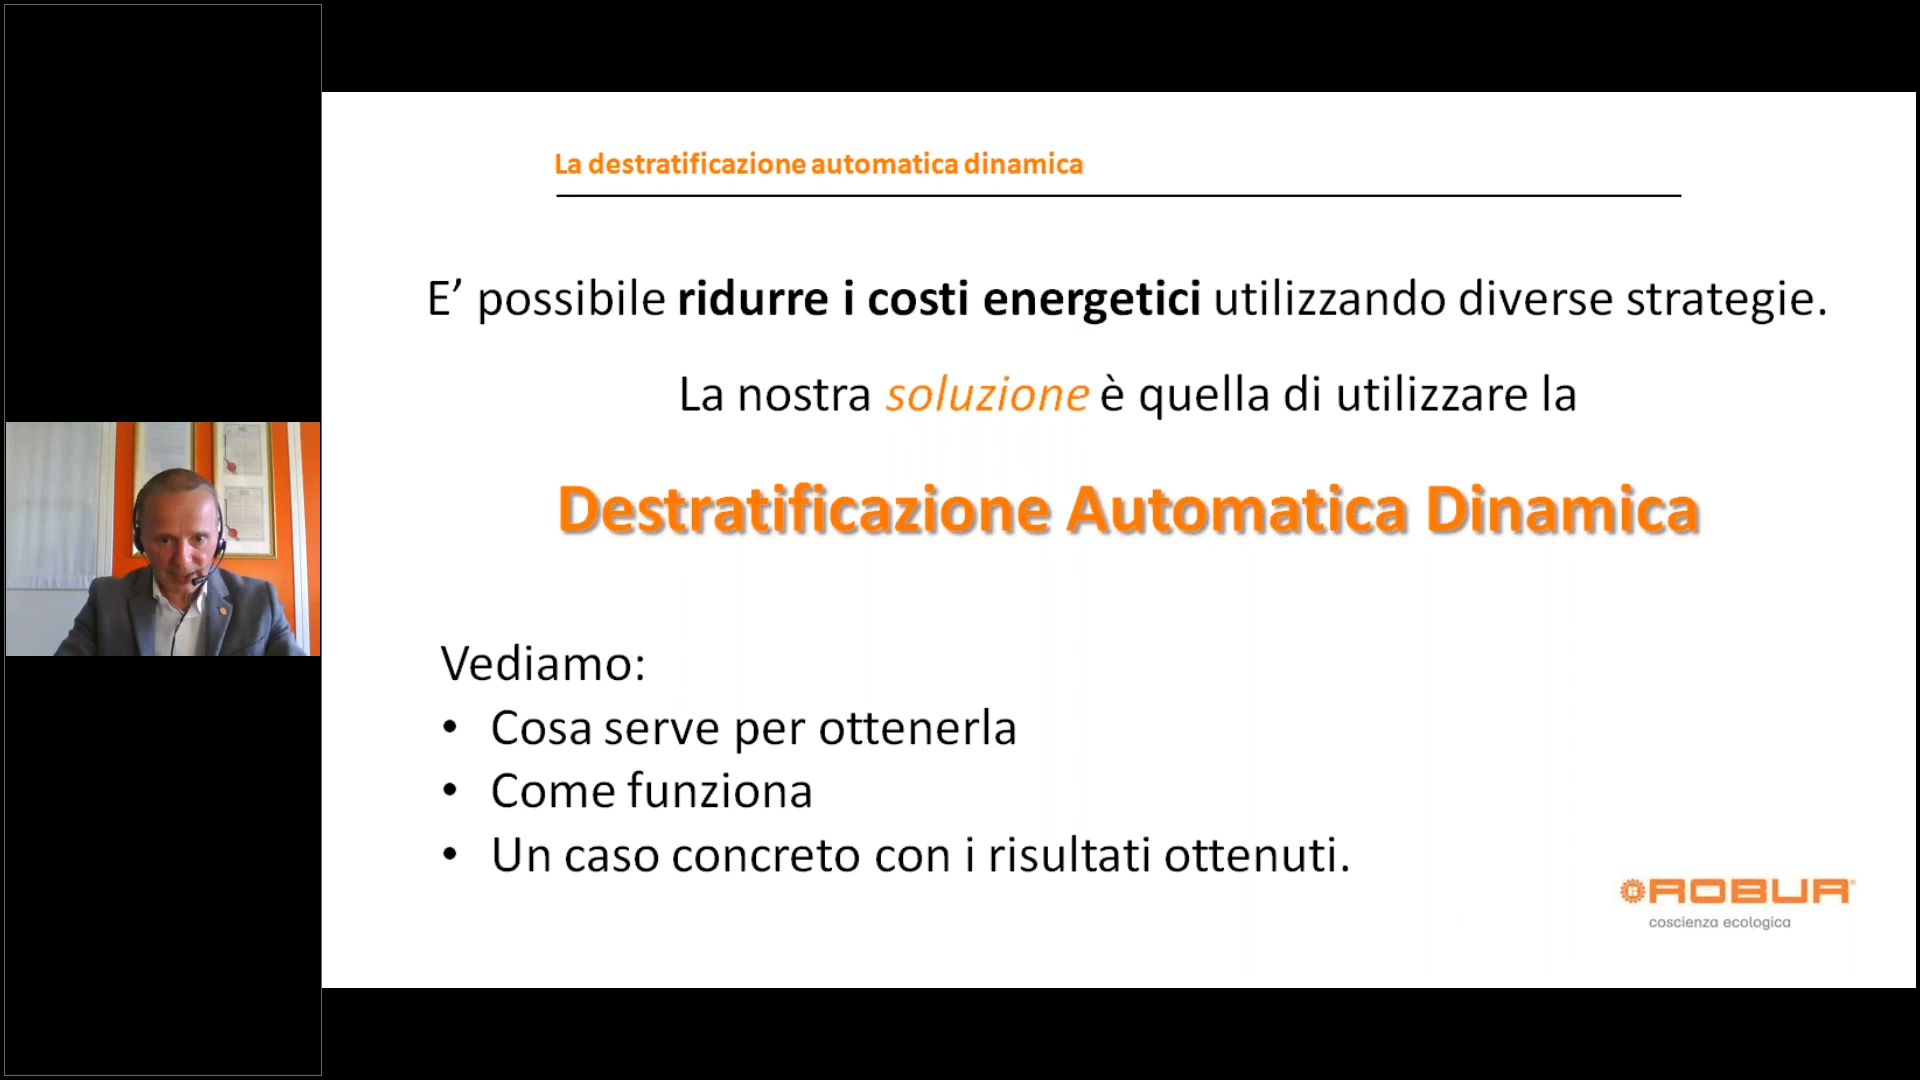 La destratificazione automatica dinamica
E’ possibile ridurre i costi energetici utilizzando diverse strategie.
La nostra soluzione è quella di utilizzare la
Destratificazione Automatica Dinamica
Vediamo:
• Cosa serve per ottenerla
• Come funziona
• Un caso concreto con i risultati ottenuti.
ROBUR®
coscienza ecologica